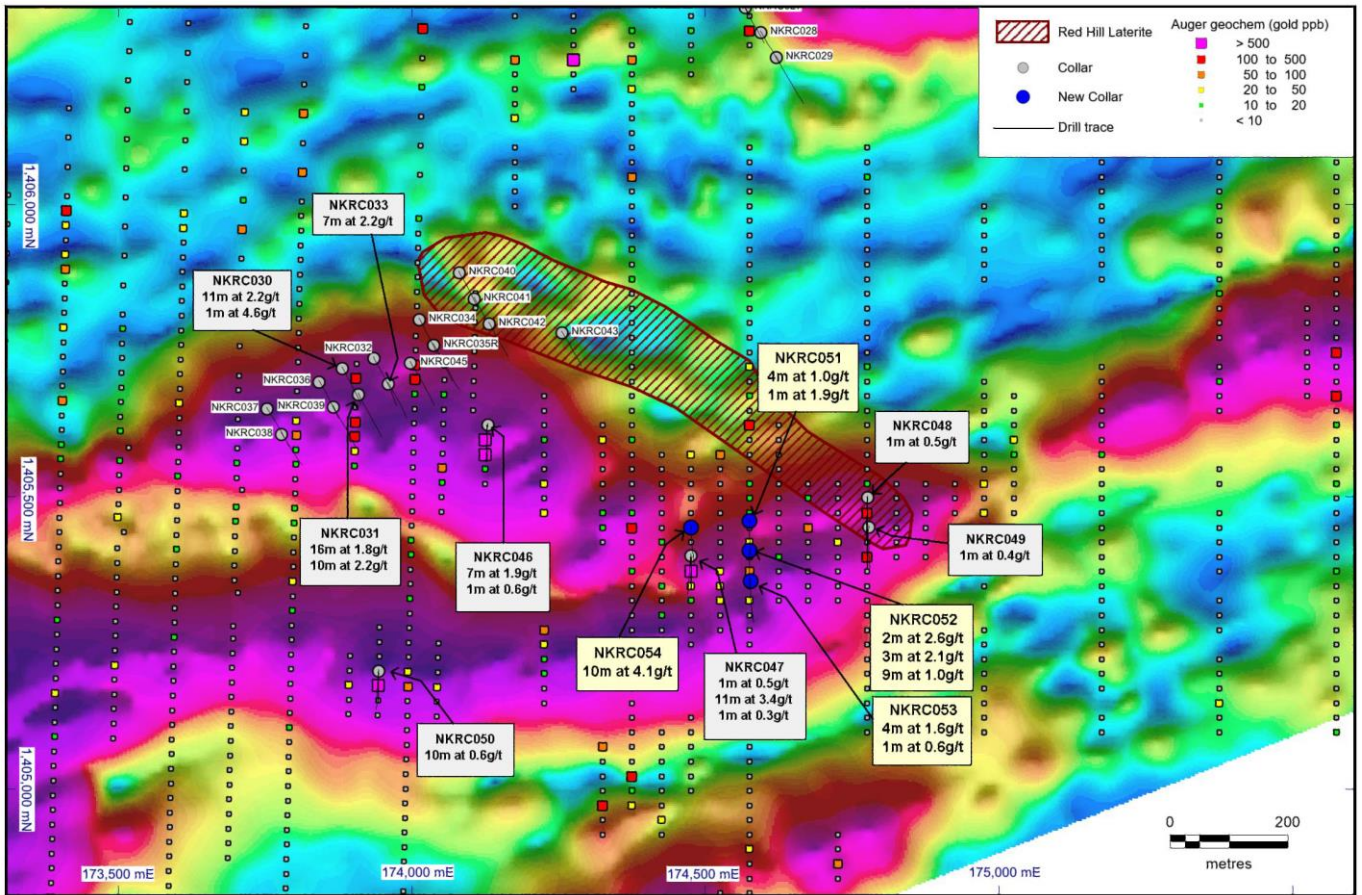 NKRC028
NKRC029
Red Hill Laterite
Collar
New Collar
Drill trace
Auger geochem (gold ppb)
> 500
100 to 500
50 to 100
20 to 50
10 to 20
< 10
1,406,000 mN
NKRC033
7m at 2.2g/t
NKRC030
11m at 2.2g/t
1m at 4.6g/t
NKRC040
NKRC041
NKRC034
NKRC042
NKRC043
NKRC035R
NKRC032
NKRC045
NKRC036
NKRC037
NKRC039
NKRC038
NKRC051
4m at 1.0g/t
1m at 1.9g/t
NKRC048
1m at 0.5g/t
1,405,500 mN
NKRC031
16m at 1.8g/t
10m at 2.2g/t
NKRC046
7m at 1.9g/t
1m at 0.6g/t
NKRC049
1m at 0.4g/t
NKRC054
10m at 4.1g/t
NKRC047
1m at 0.5g/t
11m at 3.4g/t
1m at 0.3g/t
NKRC052
2m at 2.6g/t
3m at 2.1g/t
9m at 1.0g/t
NKRC053
4m at 1.6g/t
1m at 0.6g/t
NKRC050
10m at 0.6g/t
1,405,000 mN
0
200
metres
173,500 mE
174,000 mE
174,500 mE
175,000 mE